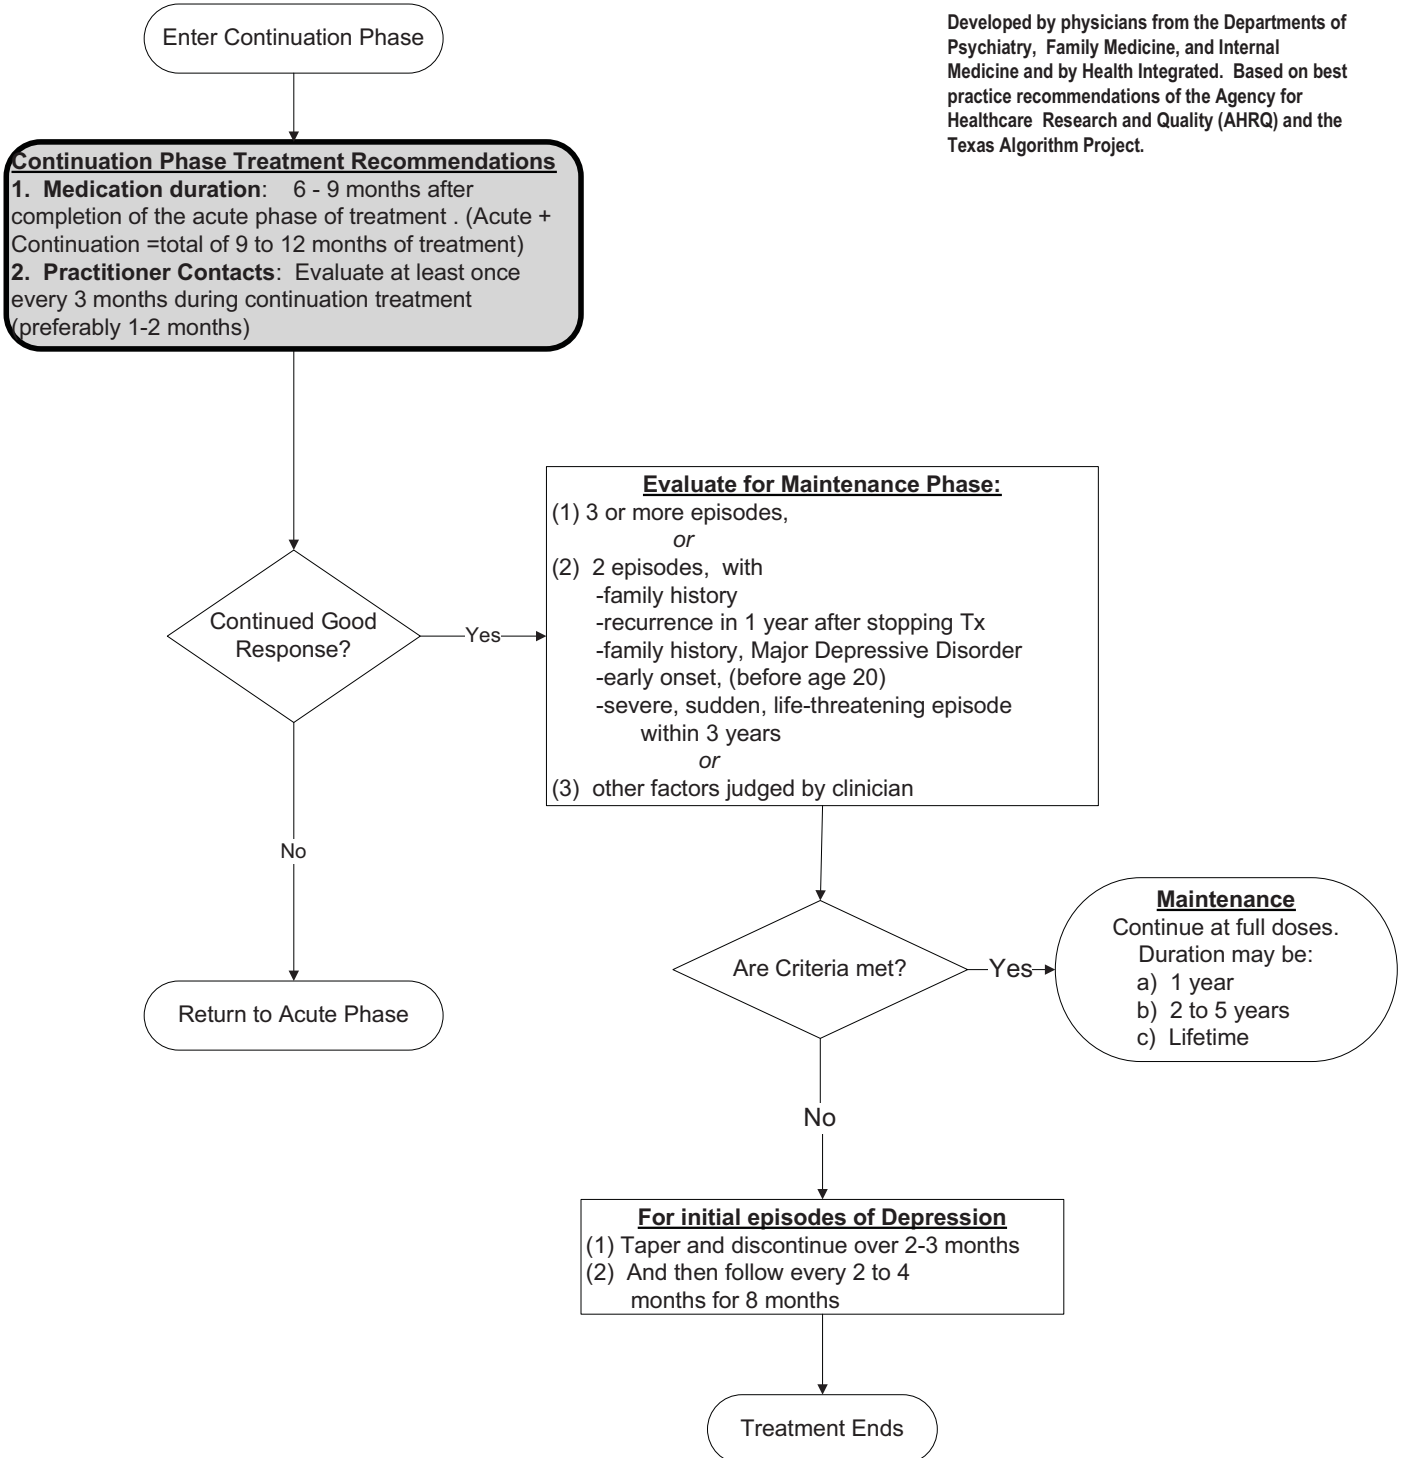 Enter Continuation Phase
Developed by physicians from the Departments of
Psychiatry, Family Medicine, and Internal
Medicine and by Health Integrated. Based on best
practice recommendations of the Agency for
Healthcare Research and Quality (AHRQ) and the
Texas Algorithm Project.
Continuation Phase Treatment Recommendations
1. Medication duration: 6 - 9 months after
completion of the acute phase of treatment . (Acute +
Continuation =total of 9 to 12 months of treatment)
2. Practitioner Contacts: Evaluate at least once
every 3 months during continuation treatment
(preferably 1-2 months)
Continued Good
Response?
Yes
Evaluate for Maintenance Phase:
(1) 3 or more episodes,
or
(2) 2 episodes, with
-family history
-recurrence in 1 year after stopping Tx
-family history, Major Depressive Disorder
-early onset, (before age 20)
-severe, sudden, life-threatening episode
within 3 years
or
(3) other factors judged by clinician
No
Return to Acute Phase
Are Criteria met?
Yes
Maintenance
Continue at full doses.
Duration may be:
a) 1 year
b) 2 to 5 years
c) Lifetime
No
For initial episodes of Depression
(1) Taper and discontinue over 2-3 months
(2) And then follow every 2 to 4
months for 8 months
Treatment Ends